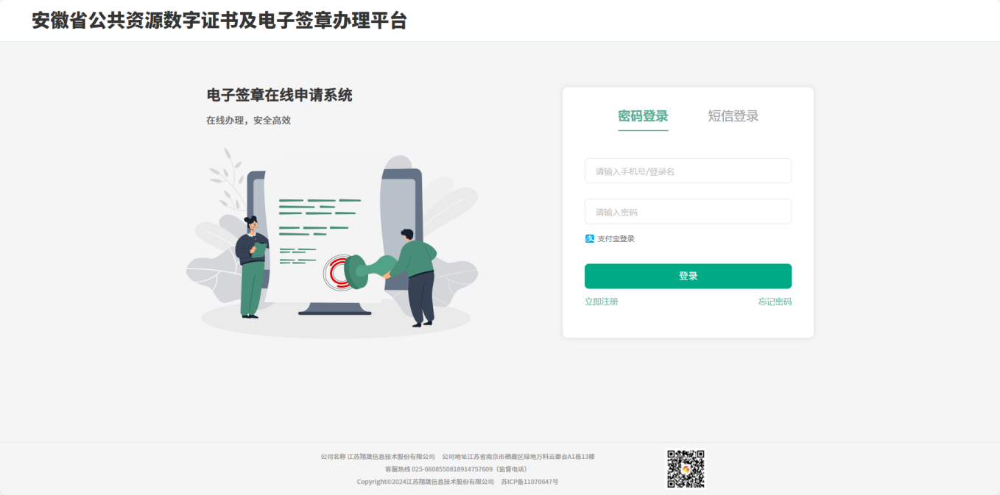 安徽省公共资源数字证书及电子签章办理平台
电子签章在线申请系统
在线办理，安全高效
密码登录 短信登录
请输入手机号/登录名
请输入密码
支 支付宝登录
登录
立即注册 忘记密码
公司名称 江苏翔晟信息技术股份有限公司 公司地址江苏省南京市栖霞区绿地万科云都会A1栋13楼
客服热线 025-6608550818914757609（监督电话）
Copyright©2024江苏翔晟信息技术股份有限公司 苏ICP备11070647号